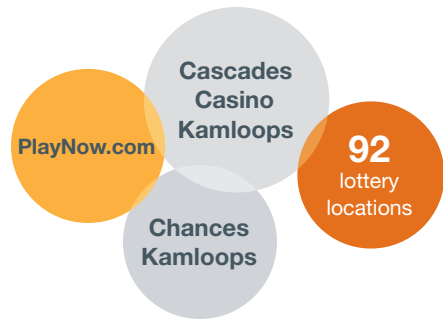 Cascades
Casino
Kamloops
PlayNow.com
92
lottery
locations
Chances
Kamloops